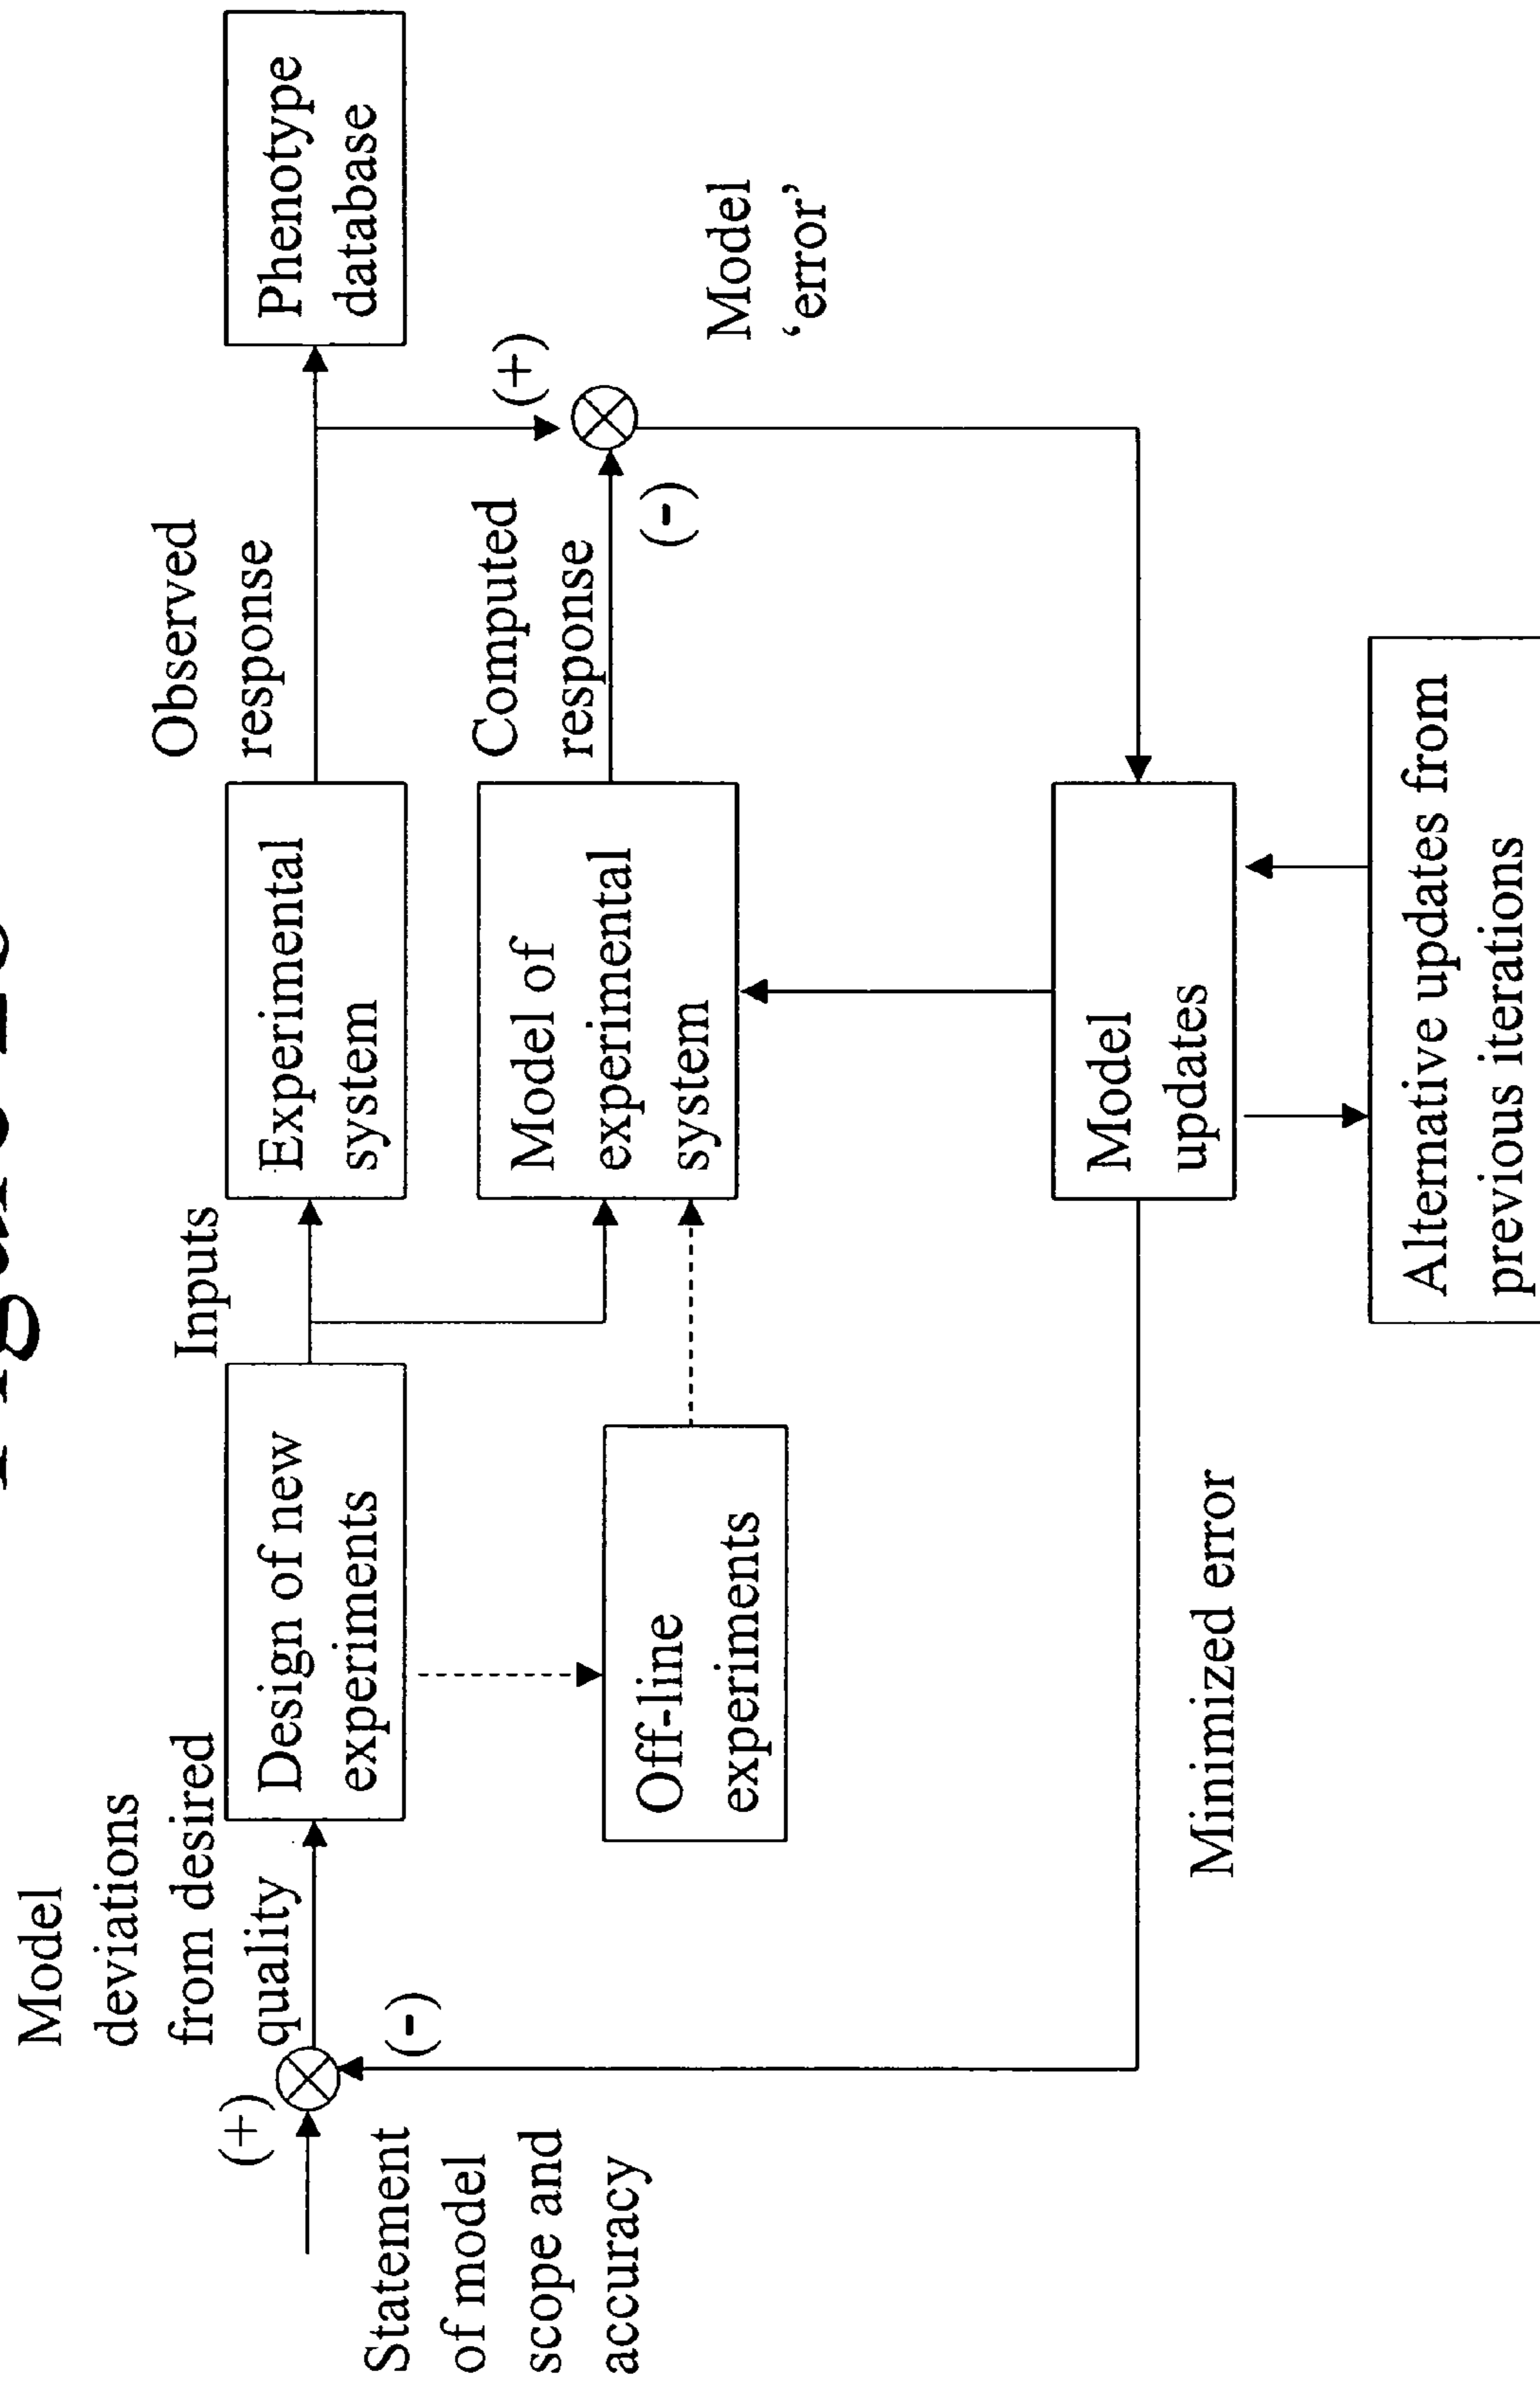 Model
deviations
from desired
quality
(+)
(-)
Statement
of model
scope and
accuracy
Design of new
experiments
Inputs
Off-line
experiments
Experimental
system
Model of
experimental
system
Observed
response
Computed
response
(+)
(-)
Phenotype
database
Model
‘error’
Model
updates
Minimized error
Alternative updates from
previous iterations